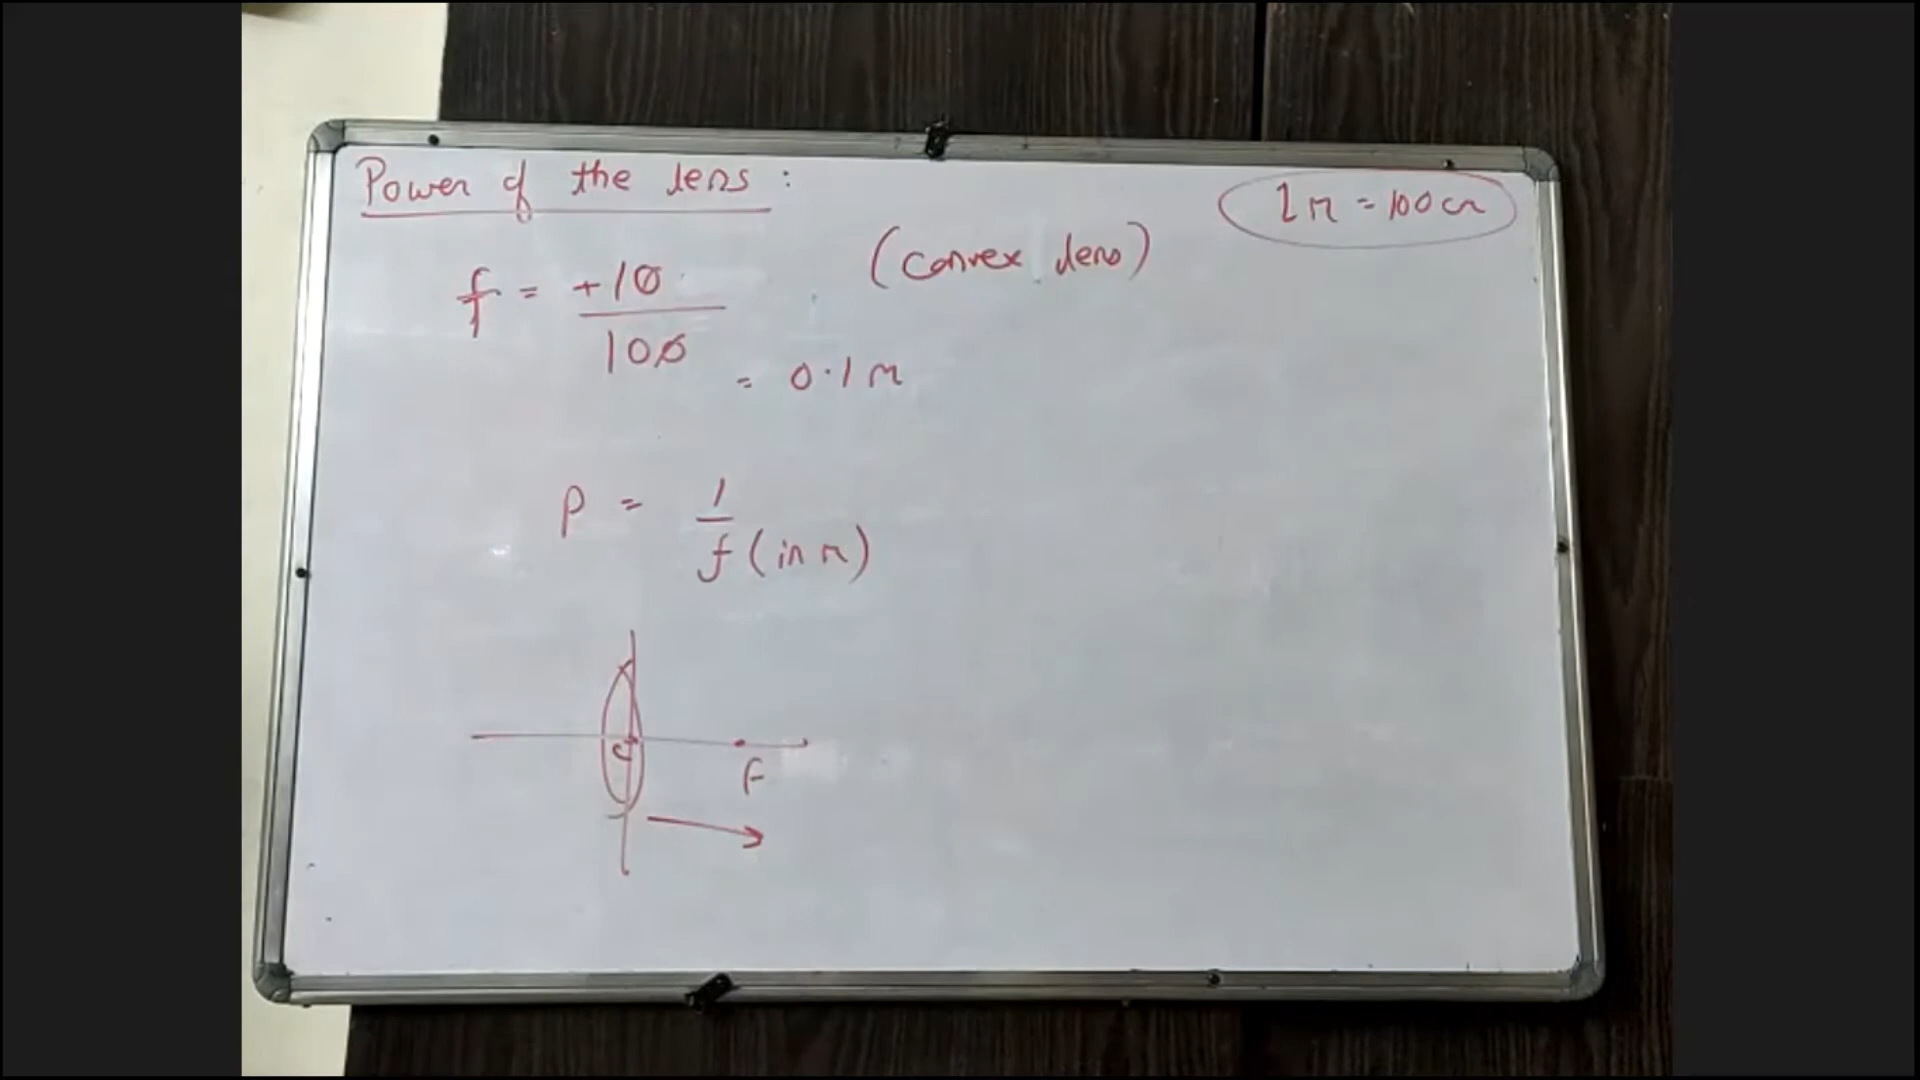 Power of the lens :
1m = 100cm
(convex lens)
f = +10
100
= 0.1m
P = 1
f (in m)
C
F